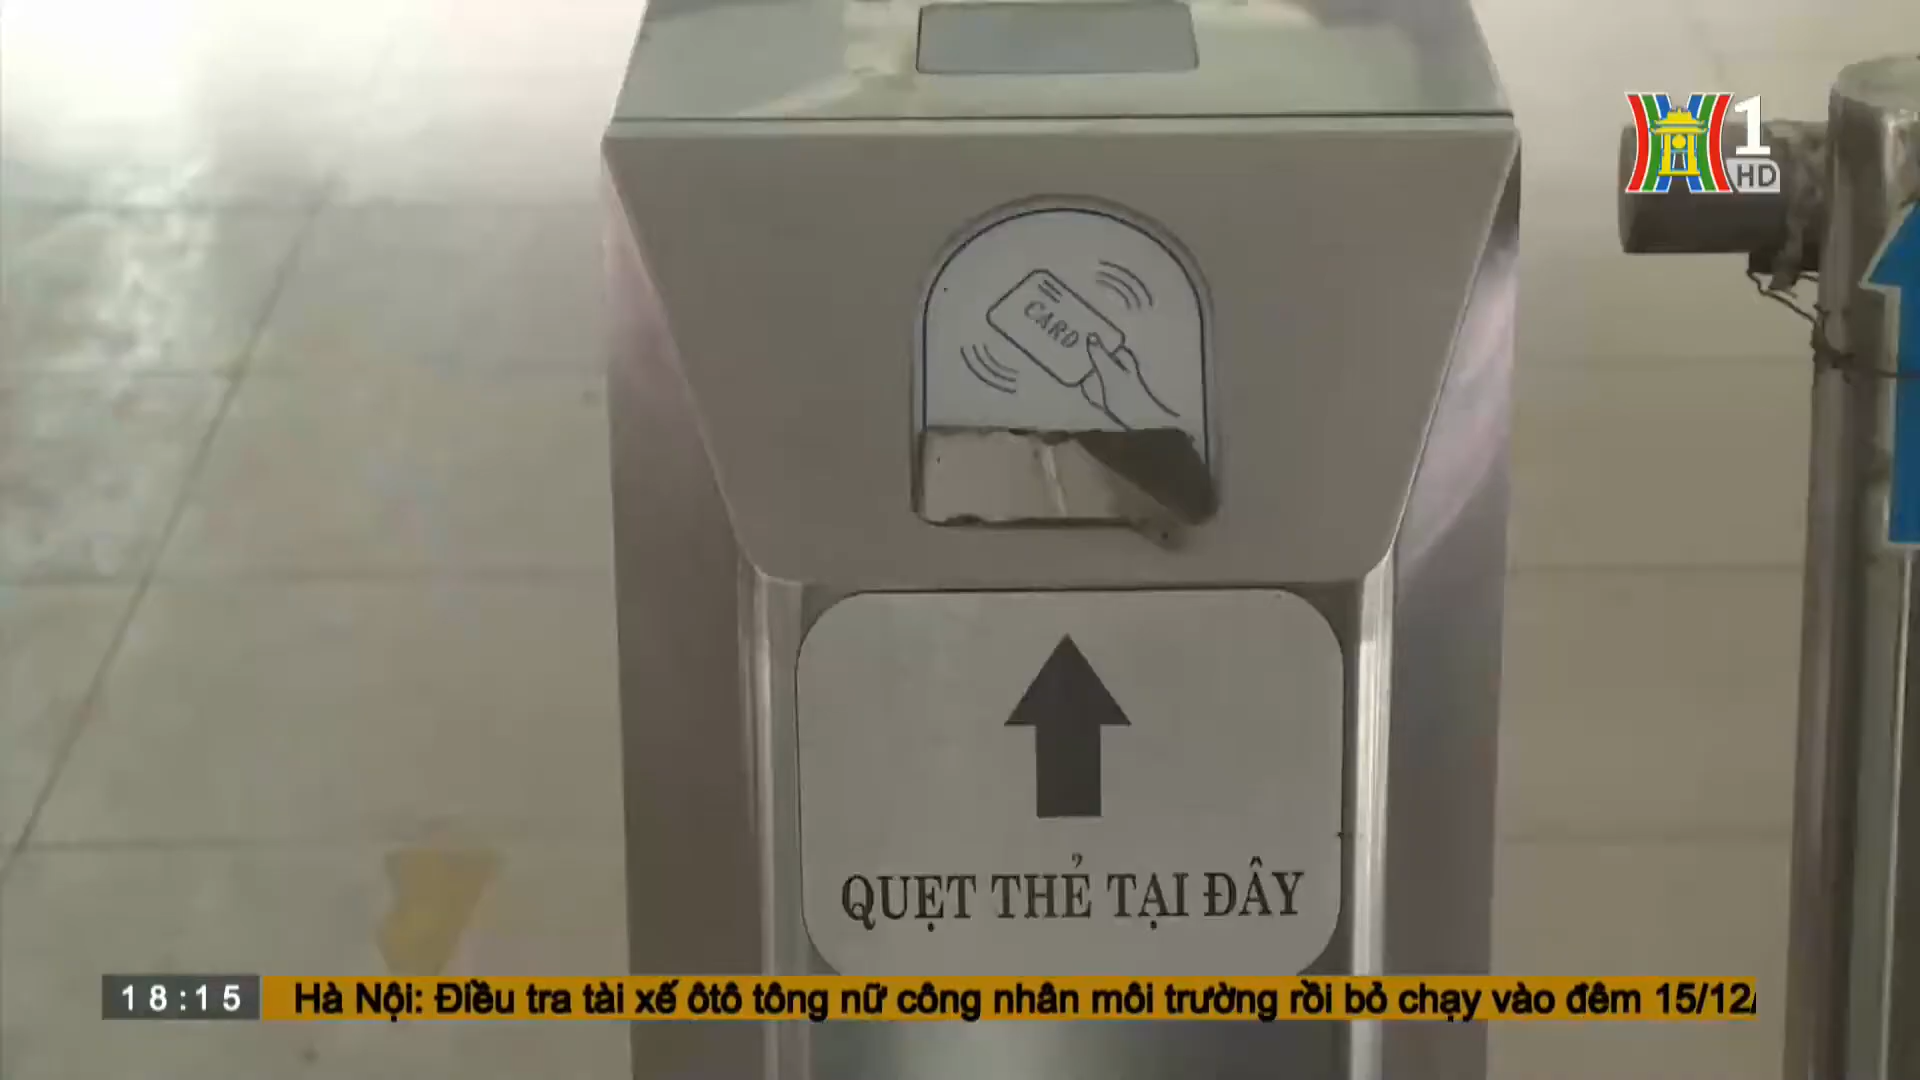 1
HD
CARD
QUẸT THẺ TẠI ĐÂY
18:15
Hà Nội: Điều tra tài xế ôtô tông nữ công nhân môi trường rồi bỏ chạy vào đêm 15/12/